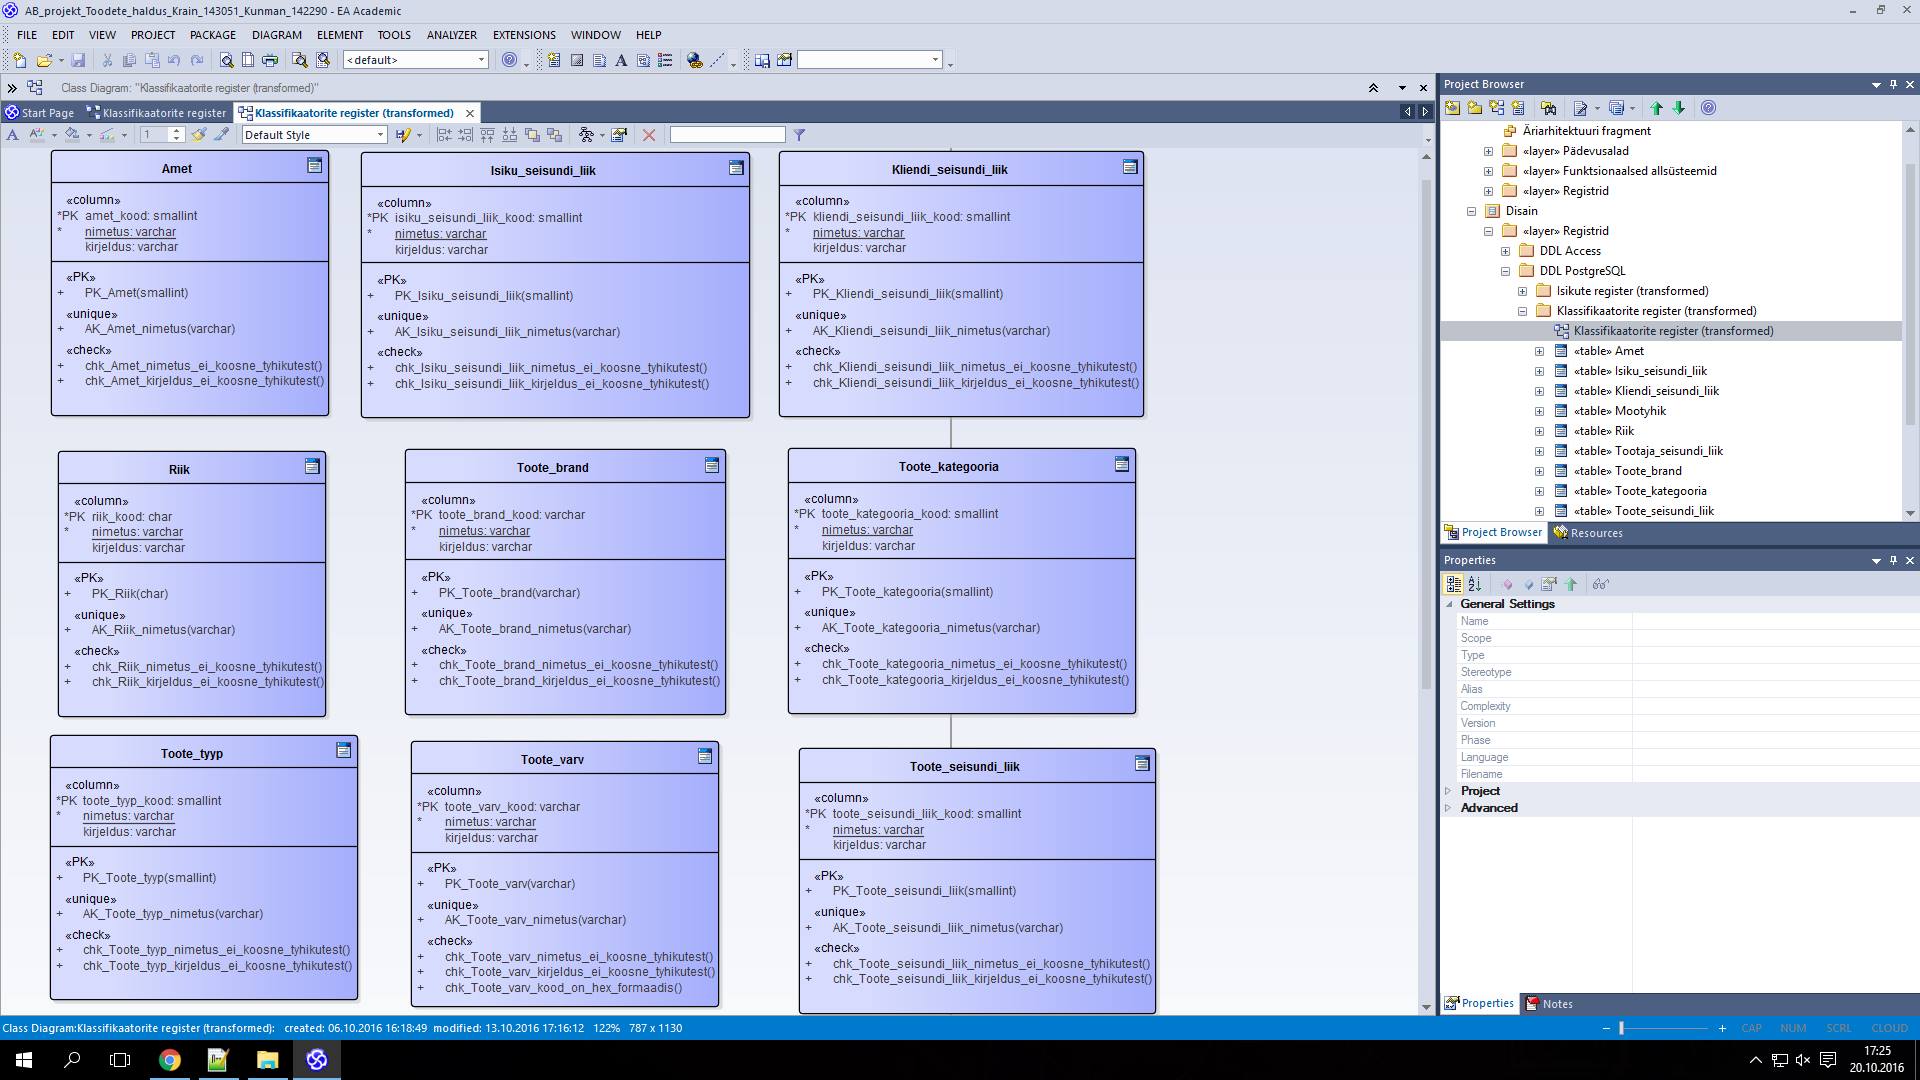 AB_projekt_Toodete_haldus_Krain_143051_Kunman_142290 - EA Academic
FILE EDIT VIEW PROJECT PACKAGE DIAGRAM ELEMENT TOOLS ANALYZER EXTENSIONS WINDOW HELP
<default>
Class Diagram: "Klassifikaatorite register (transformed)"
Start Page Klassifikaatorite register Klassifikaatorite register (transformed)
1 Default Style
Amet
«column»
*PK amet_kood: smallint
* nimetus: varchar
kirjeldus: varchar
«PK»
+ PK_Amet(smallint)
«unique»
+ AK_Amet_nimetus(varchar)
«check»
+ chk_Amet_nimetus_ei_koosne_tyhikutest()
+ chk_Amet_kirjeldus_ei_koosne_tyhikutest()
Isiku_seisundi_liik
«column»
*PK isiku_seisundi_liik_kood: smallint
* nimetus: varchar
kirjeldus: varchar
«PK»
+ PK_Isiku_seisundi_liik(smallint)
«unique»
+ AK_Isiku_seisundi_liik_nimetus(varchar)
«check»
+ chk_Isiku_seisundi_liik_nimetus_ei_koosne_tyhikutest()
+ chk_Isiku_seisundi_liik_kirjeldus_ei_koosne_tyhikutest()
Kliendi_seisundi_liik
«column»
*PK kliendi_seisundi_liik_kood: smallint
* nimetus: varchar
kirjeldus: varchar
«PK»
+ PK_Kliendi_seisundi_liik(smallint)
«unique»
+ AK_Kliendi_seisundi_liik_nimetus(varchar)
«check»
+ chk_Kliendi_seisundi_liik_nimetus_ei_koosne_tyhikutest()
+ chk_Kliendi_seisundi_liik_kirjeldus_ei_koosne_tyhikutest()
Riik
«column»
*PK riik_kood: char
* nimetus: varchar
kirjeldus: varchar
«PK»
+ PK_Riik(char)
«unique»
+ AK_Riik_nimetus(varchar)
«check»
+ chk_Riik_nimetus_ei_koosne_tyhikutest()
+ chk_Riik_kirjeldus_ei_koosne_tyhikutest()
Toote_brand
«column»
*PK toote_brand_kood: varchar
* nimetus: varchar
kirjeldus: varchar
«PK»
+ PK_Toote_brand(varchar)
«unique»
+ AK_Toote_brand_nimetus(varchar)
«check»
+ chk_Toote_brand_nimetus_ei_koosne_tyhikutest()
+ chk_Toote_brand_kirjeldus_ei_koosne_tyhikutest()
Toote_kategooria
«column»
*PK toote_kategooria_kood: smallint
* nimetus: varchar
kirjeldus: varchar
«PK»
+ PK_Toote_kategooria(smallint)
«unique»
+ AK_Toote_kategooria_nimetus(varchar)
«check»
+ chk_Toote_kategooria_nimetus_ei_koosne_tyhikutest()
+ chk_Toote_kategooria_kirjeldus_ei_koosne_tyhikutest()
Toote_tyyp
«column»
*PK toote_tyyp_kood: smallint
* nimetus: varchar
kirjeldus: varchar
«PK»
+ PK_Toote_tyyp(smallint)
«unique»
+ AK_Toote_tyyp_nimetus(varchar)
«check»
+ chk_Toote_tyyp_nimetus_ei_koosne_tyhikutest()
+ chk_Toote_tyyp_kirjeldus_ei_koosne_tyhikutest()
Toote_varv
«column»
*PK toote_varv_kood: varchar
* nimetus: varchar
kirjeldus: varchar
«PK»
+ PK_Toote_varv(varchar)
«unique»
+ AK_Toote_varv_nimetus(varchar)
«check»
+ chk_Toote_varv_nimetus_ei_koosne_tyhikutest()
+ chk_Toote_varv_kirjeldus_ei_koosne_tyhikutest()
+ chk_Toote_varv_kood_on_hex_formaadis()
Toote_seisundi_liik
«column»
*PK toote_seisundi_liik_kood: smallint
* nimetus: varchar
kirjeldus: varchar
«PK»
+ PK_Toote_seisundi_liik(smallint)
«unique»
+ AK_Toote_seisundi_liik_nimetus(varchar)
«check»
+ chk_Toote_seisundi_liik_nimetus_ei_koosne_tyhikutest()
+ chk_Toote_seisundi_liik_kirjeldus_ei_koosne_tyhikutest()
Project Browser
Äriarhitektuuri fragment
«layer» Pädevusalad
«layer» Funktsionaalsed allsüsteemid
«layer» Registrid
Disain
«layer» Registrid
DDL Access
DDL PostgreSQL
Isikute register (transformed)
Klassifikaatorite register (transformed)
Klassifikaatorite register (transformed)
«table» Amet
«table» Isiku_seisundi_liik
«table» Kliendi_seisundi_liik
«table» Mootyhik
«table» Riik
«table» Tootaja_seisundi_liik
«table» Toote_brand
«table» Toote_kategooria
«table» Toote_seisundi_liik
Project Browser Resources
Properties
General Settings
Name
Scope
Type
Stereotype
Alias
Complexity
Version
Phase
Language
Filename
Project
Advanced
Properties Notes
Class Diagram:Klassifikaatorite register (transformed): created: 06.10.2016 16:18:49 modified: 13.10.2016 17:16:12 122% 787 x 1130
CAP NUM SCRL CLOUD
17:25
20.10.2016